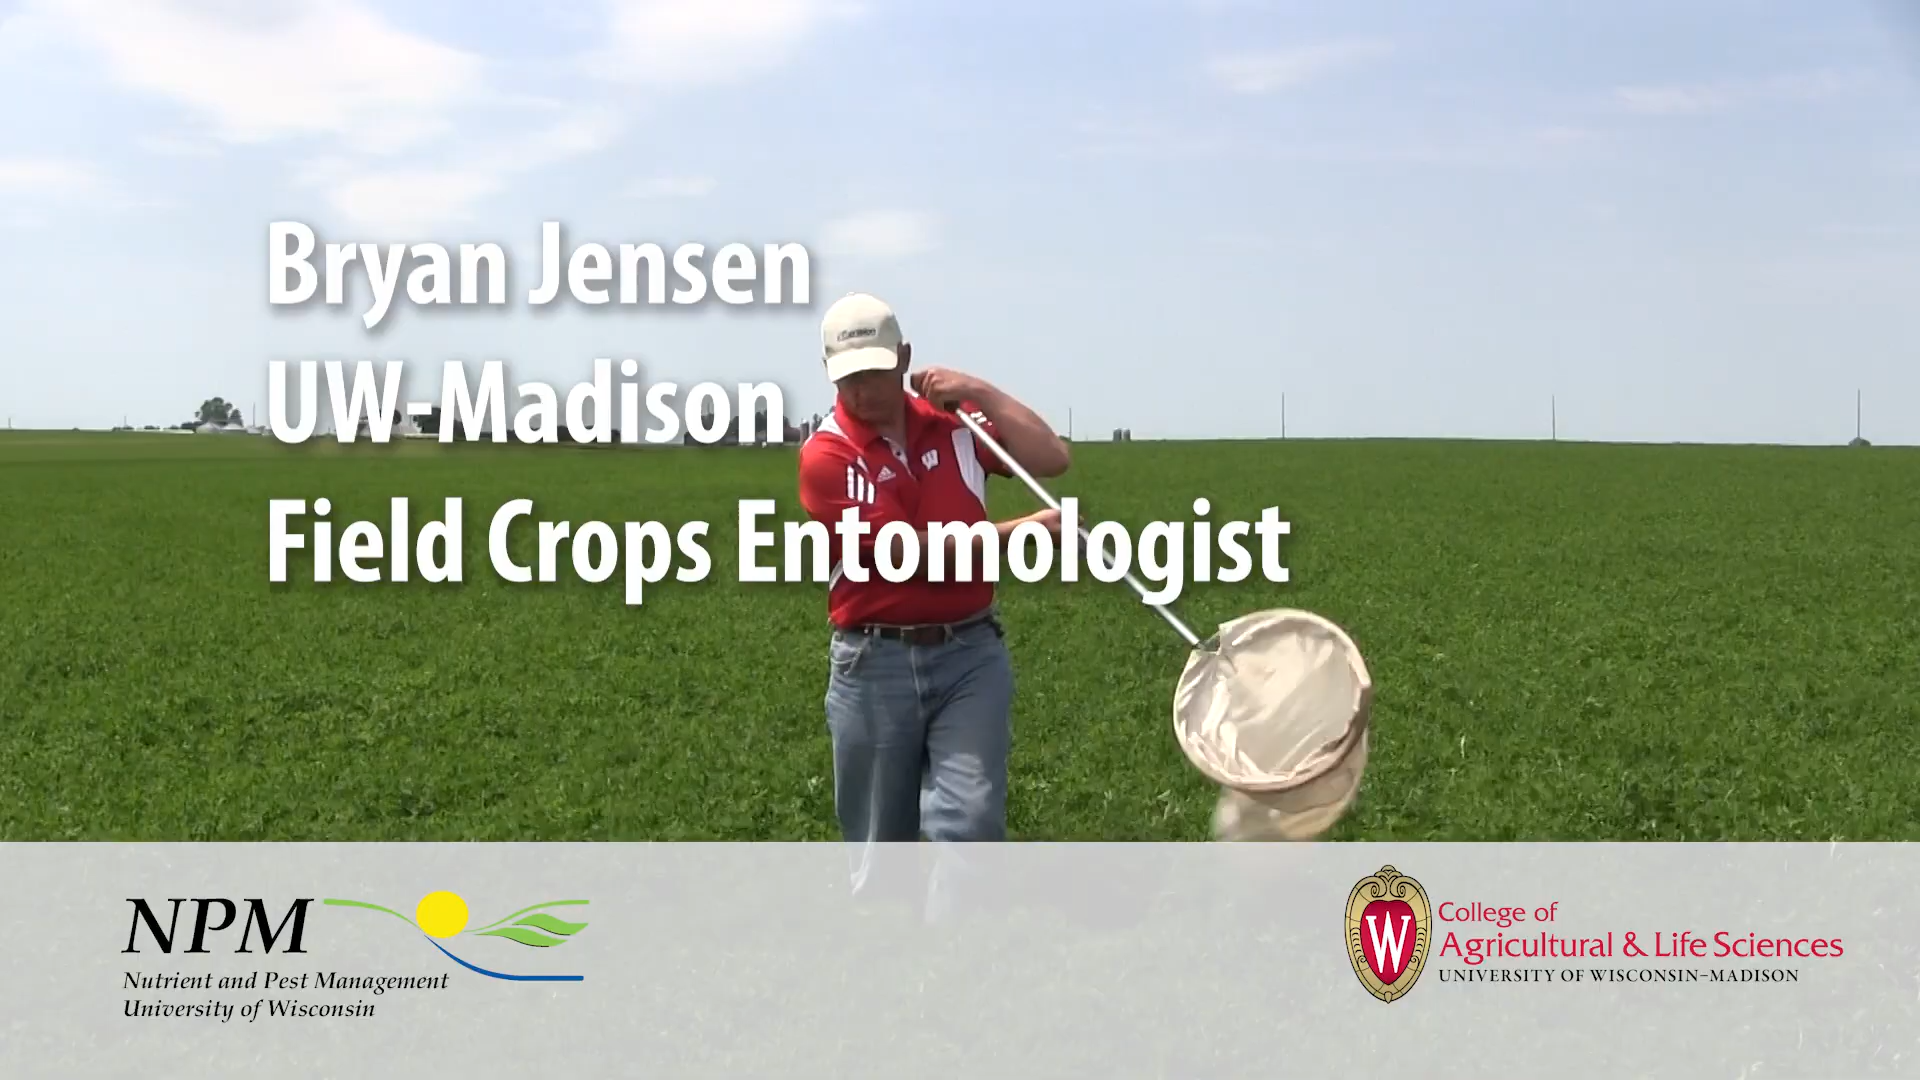 Bryan Jensen
UW-Madison
Field Crops Entomologist
W
NPM
Nutrient and Pest Management
University of Wisconsin
W
College of
Agricultural & Life Sciences
UNIVERSITY OF WISCONSIN–MADISON